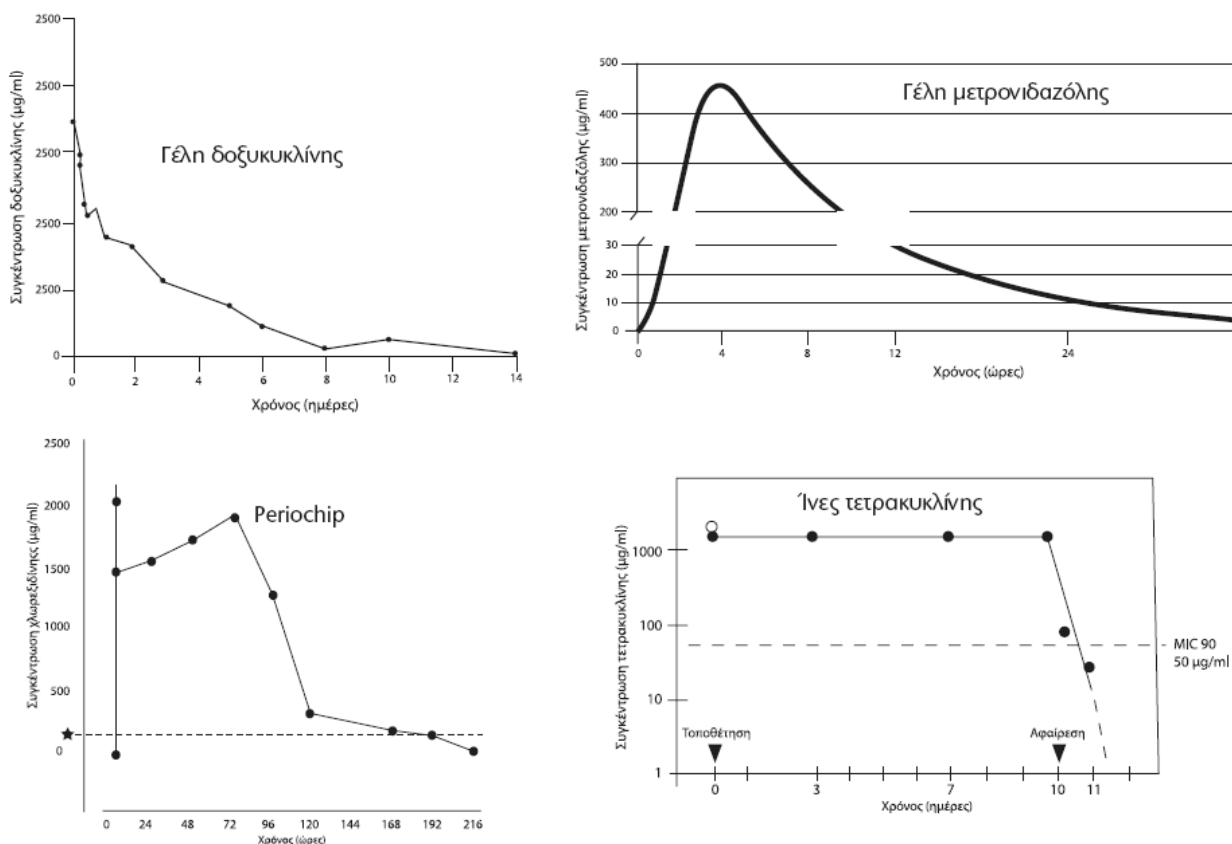 2500
2500
2500
2500
2500
0
Συγκέντρωση δοξυκυκλίνης (μg/ml)
Γέλη δοξυκυκλίνης
0 2 4 6 8 10 12 14
Χρόνος (ημέρες)
500
400
300
200
30
20
10
0
Συγκέντρωση μετρονιδαζόλης (μg/ml)
Γέλη μετρονιδαζόλης
0 4 8 12 24
Χρόνος (ώρες)
2500
2000
1500
1000
500
0
Συγκέντρωση χλωρεξιδίνηςς (μg/ml)
Periochip
0 24 48 72 96 120 144 168 192 216
Χρόνος (ώρες)
1000
100
10
1
Συγκέντρωση τετρακυκλίνης (μg/ml)
Ίνες τετρακυκλίνης
MIC 90
50 μg/ml
Τοποθέτηση Αφαίρεση
0 3 7 10 11
Χρόνος (ημέρες)